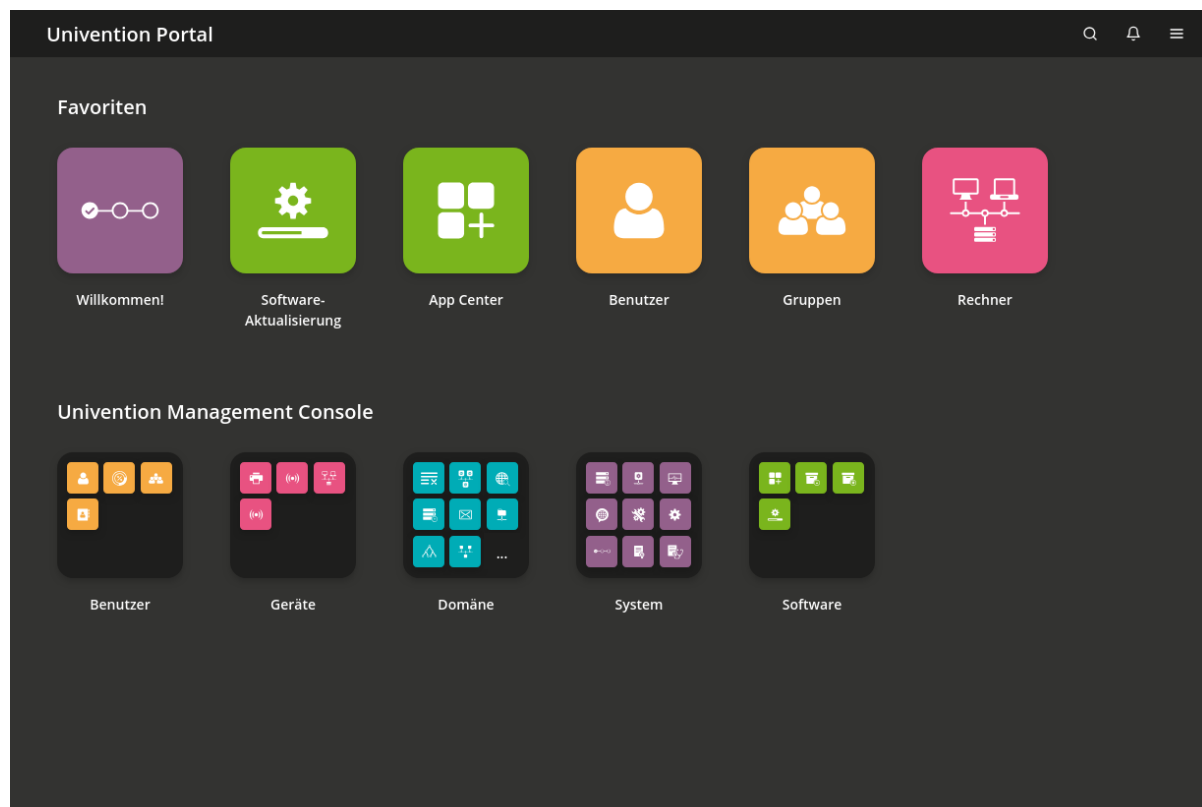 Univention Portal
Favoriten
Willkommen!
Software-
Aktualisierung
App Center
Benutzer
Gruppen
Rechner
Univention Management Console
...
Benutzer
Geräte
Domäne
System
Software